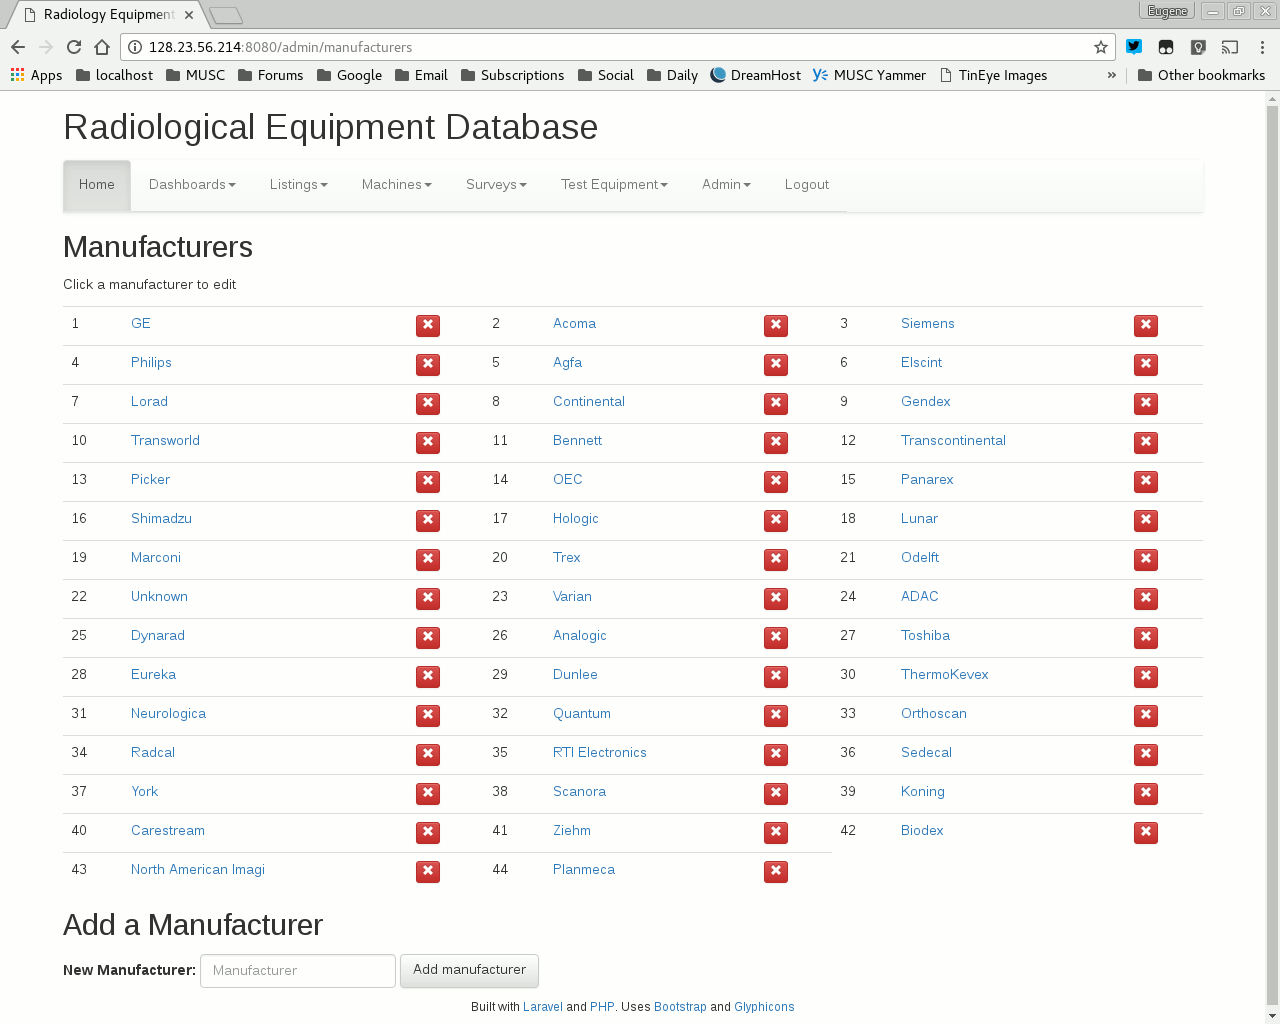 Radiology Equipment
Eugene
128.23.56.214:8080/admin/manufacturers
Apps localhost MUSC Forums Google Email Subscriptions Social Daily DreamHost MUSC Yammer TinEye Images » Other bookmarks
Radiological Equipment Database
Home Dashboards Listings Machines Surveys Test Equipment Admin Logout
Manufacturers
Click a manufacturer to edit
1 GE 2 Acoma 3 Siemens
4 Philips 5 Agfa 6 Elscint
7 Lorad 8 Continental 9 Gendex
10 Transworld 11 Bennett 12 Transcontinental
13 Picker 14 OEC 15 Panarex
16 Shimadzu 17 Hologic 18 Lunar
19 Marconi 20 Trex 21 Odelft
22 Unknown 23 Varian 24 ADAC
25 Dynarad 26 Analogic 27 Toshiba
28 Eureka 29 Dunlee 30 ThermoKevex
31 Neurologica 32 Quantum 33 Orthoscan
34 Radcal 35 RTI Electronics 36 Sedecal
37 York 38 Scanora 39 Koning
40 Carestream 41 Ziehm 42 Biodex
43 North American Imagi 44 Planmeca
Add a Manufacturer
New Manufacturer: Manufacturer Add manufacturer
Built with Laravel and PHP. Uses Bootstrap and Glyphicons